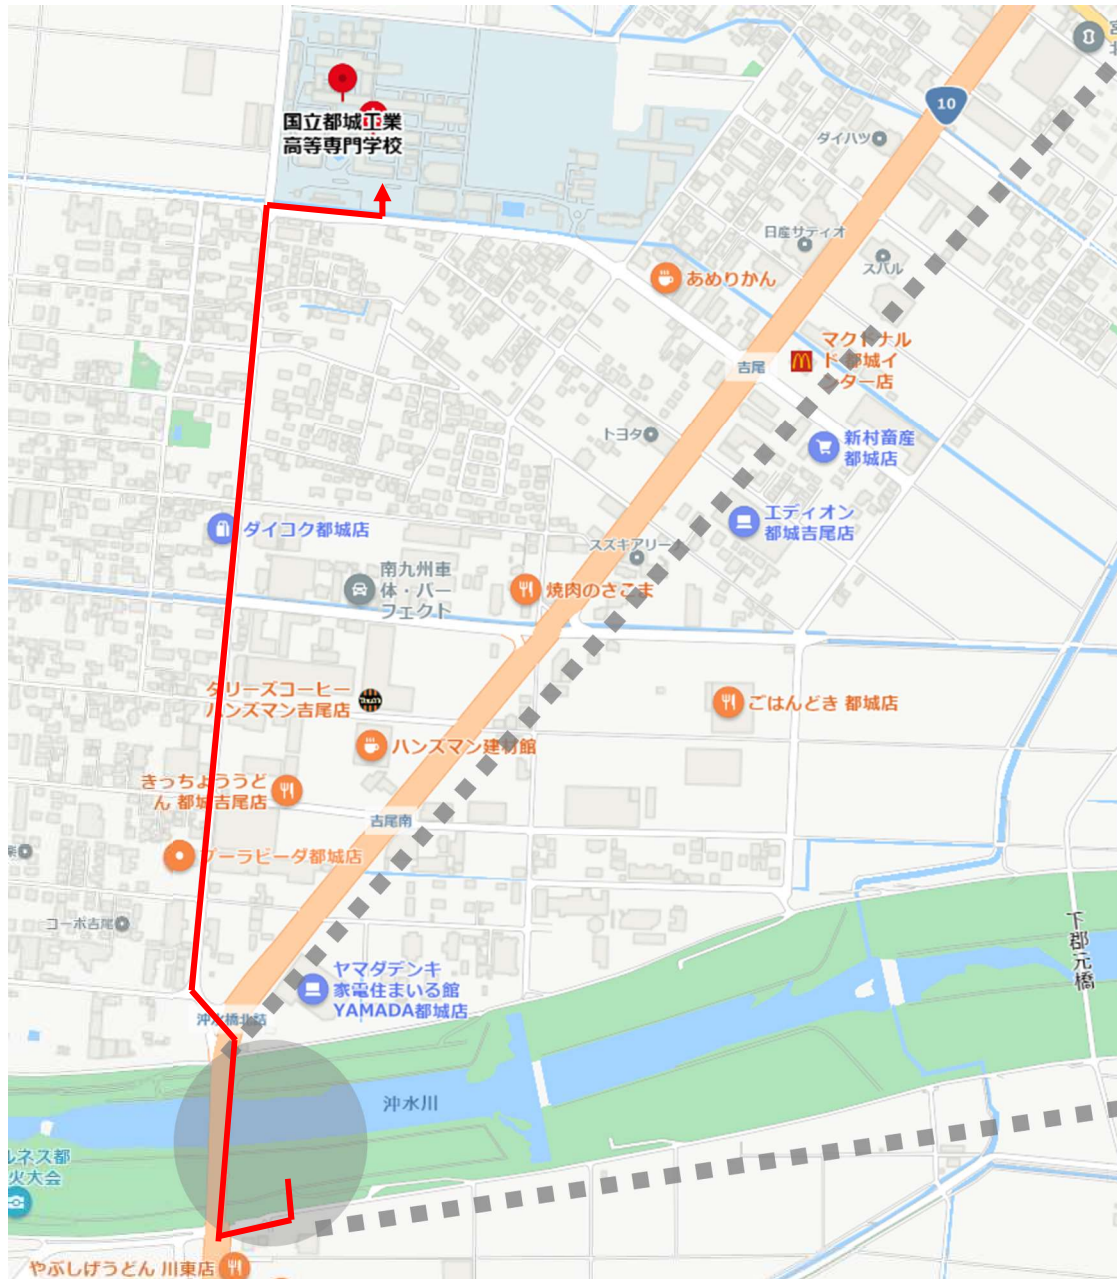 宮
北
10
ダイハツ
国立都城工業
高等専門学校
日産サティオ
スバル
あめりかん
マクドナル
ド 都城イ
ンター店
吉尾
トヨタ
新村畜産
都城店
エディオン
都城吉尾店
ダイコク都城店
スズキアリーナ
南九州車
体・パー
フェクト
焼肉のさこま
タリーズコーヒー
ハンズマン吉尾店
ごはんどき 都城店
ハンズマン建材館
きっちょううど
ん 都城吉尾店
吉尾南
プーラビーダ都城店
コーポ吉尾
下郡元橋
ヤマダデンキ
家電住まいる館
YAMADA都城店
沖水橋北詰
沖水川
ルネス都
火大会
やぶしげうどん 川東店